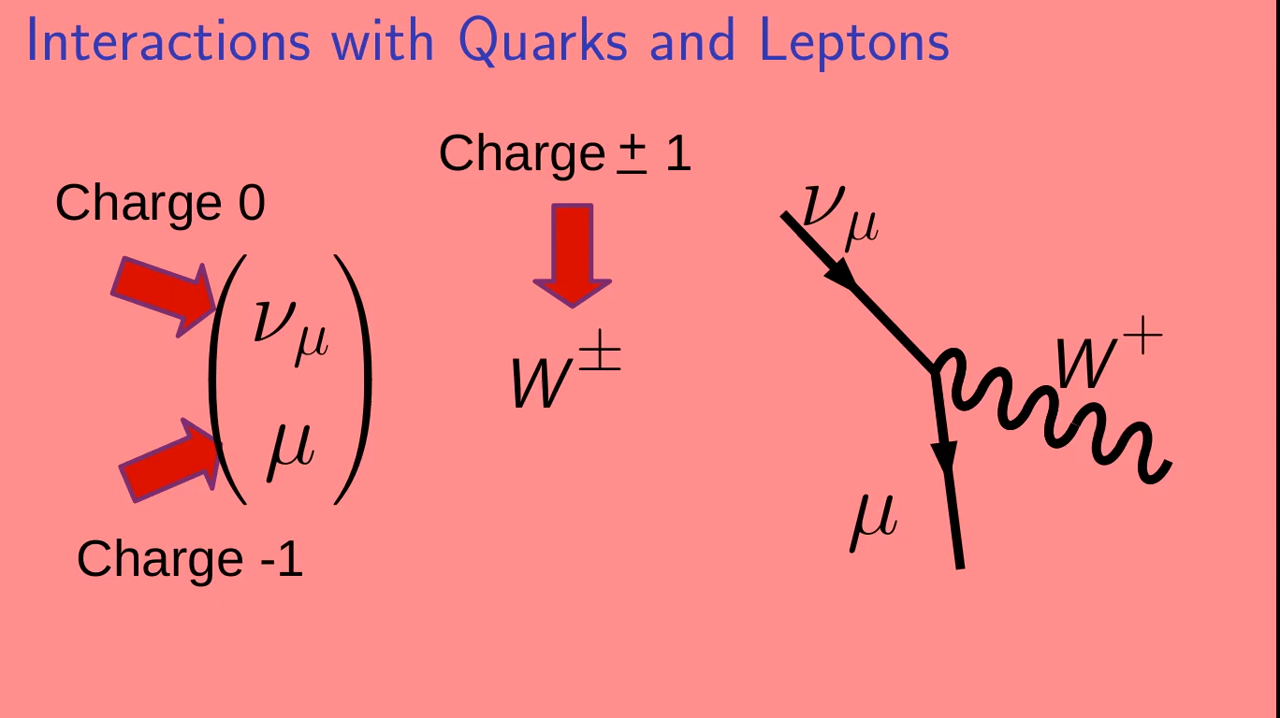 Interactions with Quarks and Leptons
Charge ± 1
Charge 0
ν_μ
μ
W^±
Charge -1
ν_μ
W^+
μ